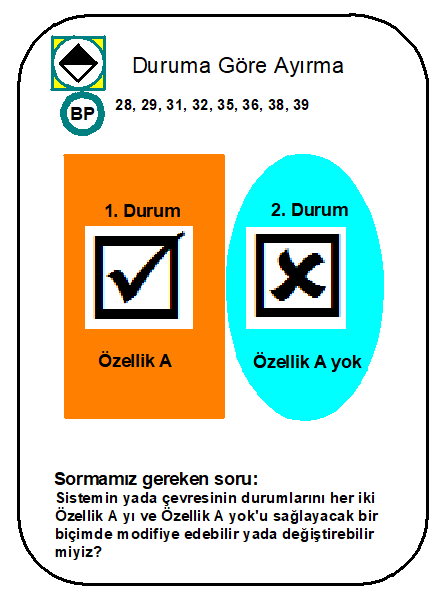 Duruma Göre Ayırma
BP
28, 29, 31, 32, 35, 36, 38, 39
1. Durum
2. Durum
Özellik A
Özellik A yok
Sormamız gereken soru:
Sistemin yada çevresinin durumlarını her iki
Özellik A yı ve Özellik A yok'u sağlayacak bir
biçimde modifiye edebilir yada değiştirebilir
miyiz?